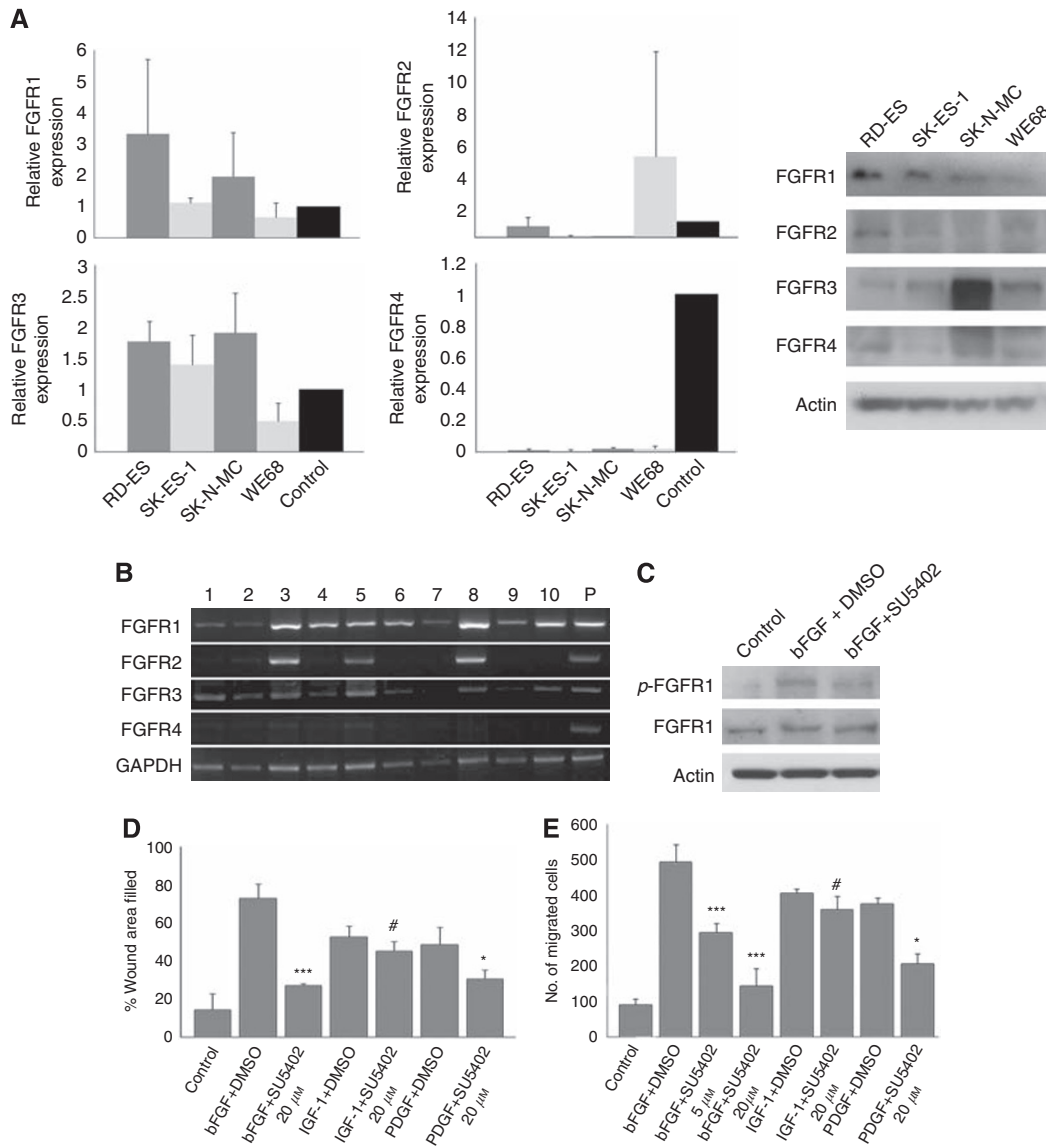 A
Relative FGFR1
expression
6
5
4
3
2
1
0
Relative FGFR2
expression
14
12
10
8
6
4
2
Relative FGFR3
expression
3
2.5
2
1.5
1
0.5
0
RD-ES
SK-ES-1
SK-N-MC
WE68
Control
Relative FGFR4
expression
1.2
1
0.8
0.6
0.4
0.2
0
RD-ES
SK-ES-1
SK-N-MC
WE68
Control
RD-ES
SK-ES-1
SK-N-MC
WE68
FGFR1
FGFR2
FGFR3
FGFR4
Actin
B
1 2 3 4 5 6 7 8 9 10 P
FGFR1
FGFR2
FGFR3
FGFR4
GAPDH
C
Control
bFGF + DMSO
bFGF+SU5402
p-FGFR1
FGFR1
Actin
D
% Wound area filled
100
80
60
40
20
0
***
#
*
Control
bFGF+DMSO
bFGF+SU5402
20 μM
IGF-1+DMSO
IGF-1+SU5402
20 μM
PDGF+DMSO
PDGF+SU5402
20 μM
E
No. of migrated cells
600
500
400
300
200
100
0
***
***
#
*
Control
bFGF+DMSO
bFGF+SU5402
5 μM
bFGF+SU5402
20 μM
IGF-1+DMSO
IGF-1+SU5402
20 μM
PDGF+DMSO
PDGF+SU5402
20 μM